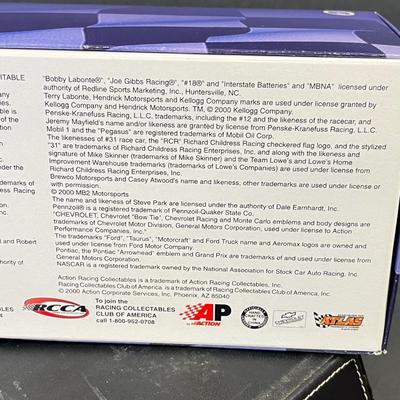 ITABLE
"Bobby Labonte®", "Joe Gibbs Racing®", "#18®" and "Interstate Batteries" and "MBNA" licensed under
authority of Redline Sports Marketing, Inc., Huntersville, NC.
Terry Labonte, Hendrick Motorsports and Kellogg Company marks are used under license granted by
Kellogg Company and Hendrick Motorsports. TM, © 2000 Kellogg Company
Penske-Kranefuss Racing, L.L.C. trademarks, including the #12 and the likeness of the racecar, and
Jeremy Mayfield's name and/or likeness are granted by license from Penske-Kranefuss Racing, L.L.C.
Mobil 1 and the "Pegasus" are registered trademarks of Mobil Oil Corp.
The likenesses of #31 race car, the "RCR" Richard Childress Racing checkered flag logo, and the stylized
"31" are trademarks of Richard Childress Racing Enterprises, Inc. and along with the likeness and
signature of Mike Skinner (trademarks of Mike Skinner) and the Team Lowe's and Lowe's Home
Improvement Warehouse trademarks (trademarks of Lowe's Companies) are used under license from
Richard Childress Racing Enterprises, Inc.
Brewco Motorsports and Casey Atwood's name and likeness, other trademarks are used under license or
with permission.
© 2000 MB2 Motorsports
The name and likeness of Steve Park are licensed by Dale Earnhardt, Inc.
Pennzoil® is a registered trademark of Pennzoil-Quaker State Co.
"CHEVROLET, Chevrolet "Bow Tie", Chevrolet Racing and Monte Carlo emblems and body designs are
trademarks of Chevrolet Motor Division, General Motors Corporation, used under license to Action
Performance Companies, Inc."
The trademarks "Ford", "Taurus", "Motorcraft" and Ford Truck name and Aeromax logos are owned and
used under license from Ford Motor Company.
Pontiac, the Pontiac "Arrowhead" emblem and Grand Prix are trademarks of and used under license from
General Motors Corporation.
NASCAR is registered trademark owned by the National Association for Stock Car Auto Racing, Inc.
Action Racing Collectables is a Trademark of Action Racing Collectables, Inc.
Racing Collectables Club of America is a trademark of Racing Collectables Club of America, Inc.
© 2000 Action Corporate Services, Inc. Phoenix, AZ 85040
RCCA
To join the
RACING COLLECTABLES
CLUB OF AMERICA
call 1-800-952-0708
AP
by ACTION
HAND
CRAFTED
IN CHINA
CHEVROLET
ATLAS